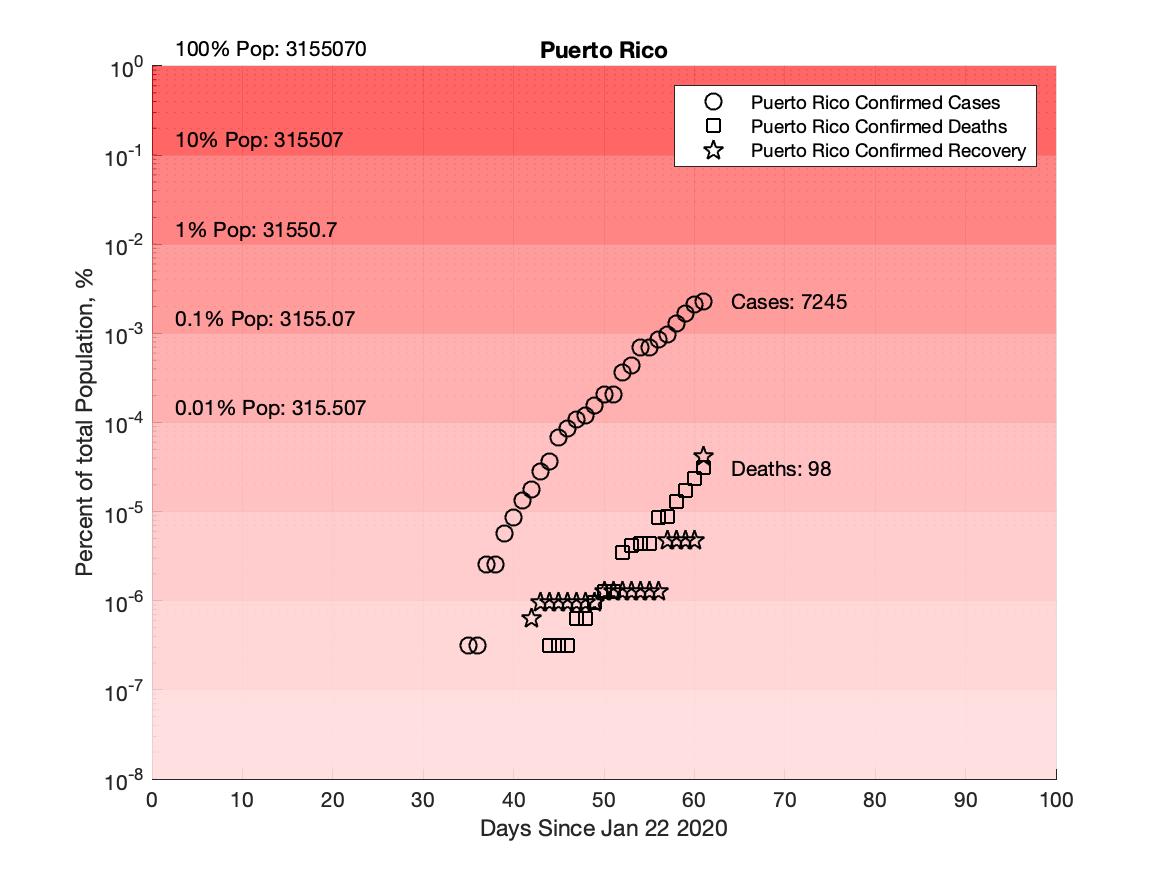 100% Pop: 3155070
Puerto Rico
10^0
Puerto Rico Confirmed Cases
Puerto Rico Confirmed Deaths
Puerto Rico Confirmed Recovery
10% Pop: 315507
10^-1
1% Pop: 31550.7
10^-2
Cases: 7245
0.1% Pop: 3155.07
10^-3
0.01% Pop: 315.507
10^-4
Deaths: 98
10^-5
10^-6
10^-7
10^-8
Percent of total Population, %
0 10 20 30 40 50 60 70 80 90 100
Days Since Jan 22 2020